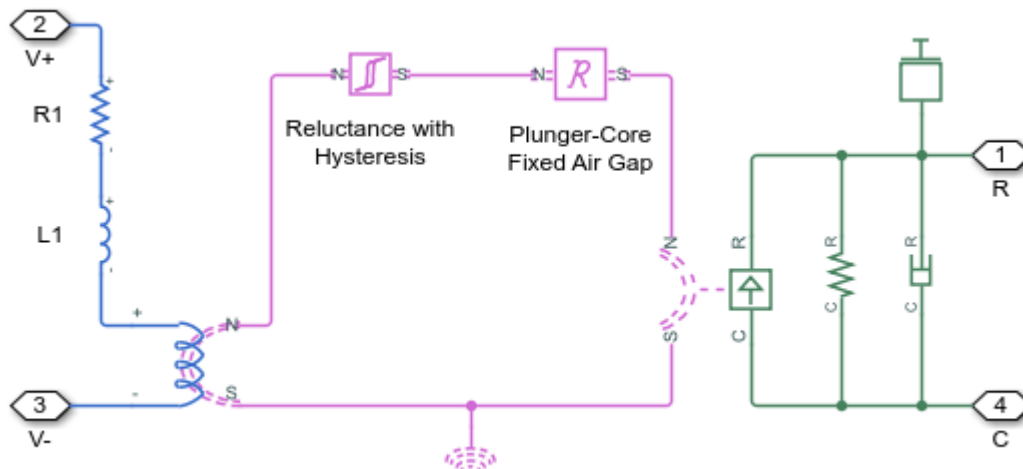 2
V+
+
R1
-
+
L1
-
+
N
S
-
3
V-
N
S
Reluctance with
Hysteresis
N
R
S
Plunger-Core
Fixed Air Gap
N
S
R
C
R
C
R
C
1
R
4
C